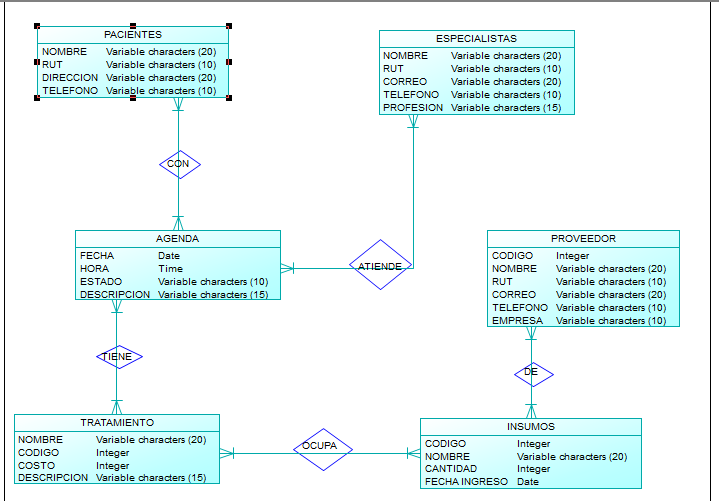 PACIENTES
NOMBRE Variable characters (20)
RUT Variable characters (10)
DIRECCION Variable characters (20)
TELEFONO Variable characters (10)
ESPECIALISTAS
NOMBRE Variable characters (20)
RUT Variable characters (10)
CORREO Variable characters (20)
TELEFONO Variable characters (10)
PROFESION Variable characters (15)
CON
AGENDA
FECHA Date
HORA Time
ESTADO Variable characters (10)
DESCRIPCION Variable characters (15)
ATIENDE
PROVEEDOR
CODIGO Integer
NOMBRE Variable characters (20)
RUT Variable characters (10)
CORREO Variable characters (20)
TELEFONO Variable characters (10)
EMPRESA Variable characters (10)
TIENE
DE
TRATAMIENTO
NOMBRE Variable characters (20)
CODIGO Integer
COSTO Integer
DESCRIPCION Variable characters (15)
OCUPA
INSUMOS
CODIGO Integer
NOMBRE Variable characters (20)
CANTIDAD Integer
FECHA INGRESO Date